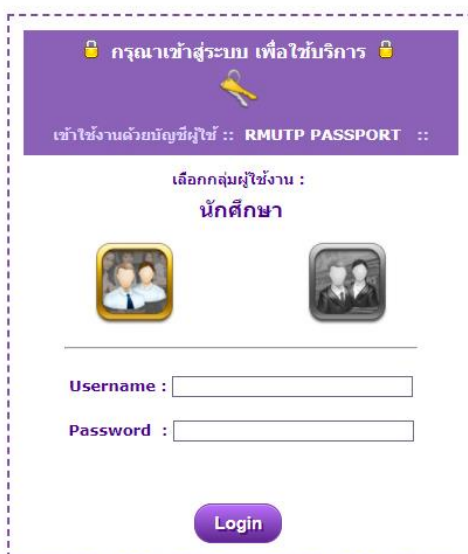 กรุณาเข้าสู่ระบบ เพื่อใช้บริการ
เข้าใช้งานด้วยบัญชีผู้ใช้ :: RMUTP PASSPORT ::
เลือกกลุ่มผู้ใช้งาน :
นักศึกษา
Username :
Password :
Login